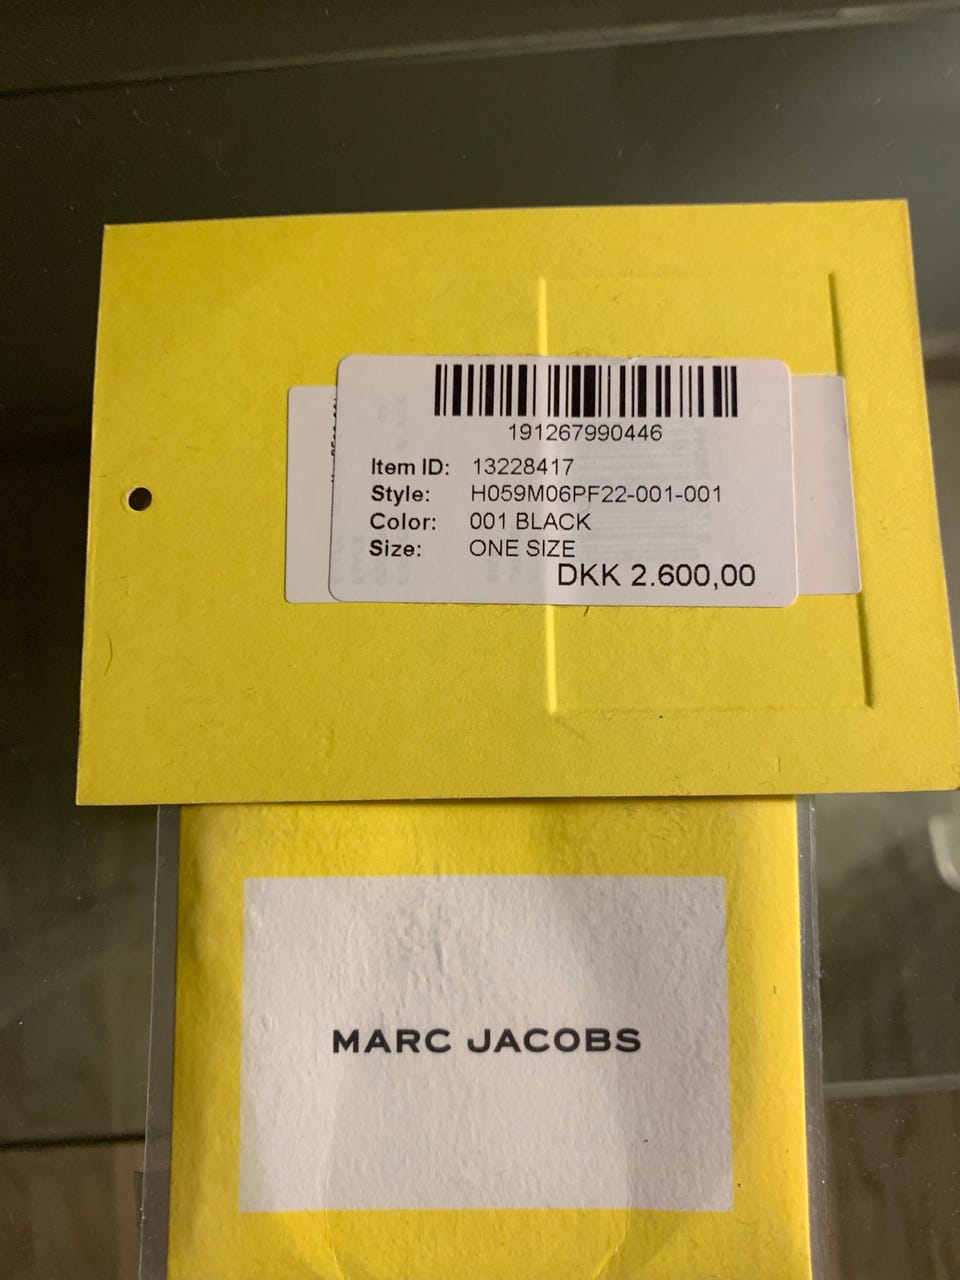 191267990446
Item ID: 13228417
Style: H059M06PF22-001-001
Color: 001 BLACK
Size: ONE SIZE
DKK 2.600,00
MARC JACOBS